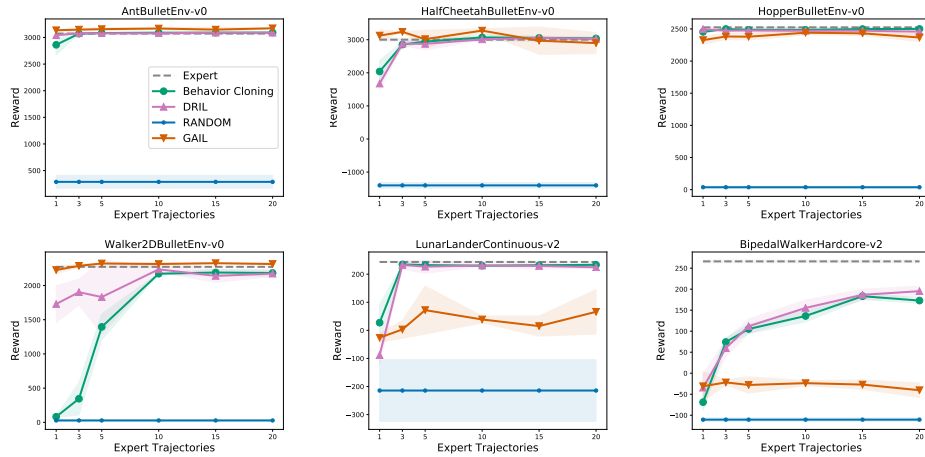 AntBulletEnv-v0
HalfCheetahBulletEnv-v0
HopperBulletEnv-v0
Reward
3000
2500
2000
1500
3000
1000
500
Expert
Behavior Cloning
DRIL
RANDOM
GAIL
1 3 5 10 15 20
Expert Trajectories
Reward
3000
2000
1000
0
−1000
1 3 5 10 15 20
Expert Trajectories
Reward
2500
2000
1500
1000
500
0
1 3 5 10 15 20
Expert Trajectories
Walker2DBulletEnv-v0
LunarLanderContinuous-v2
BipedalWalkerHardcore-v2
Reward
2000
1500
1000
500
0
1 3 5 10 15 20
Expert Trajectories
Reward
200
100
0
−100
−200
−300
1 3 5 10 15 20
Expert Trajectories
Reward
250
200
150
100
50
0
−50
−100
1 3 5 10 15 20
Expert Trajectories